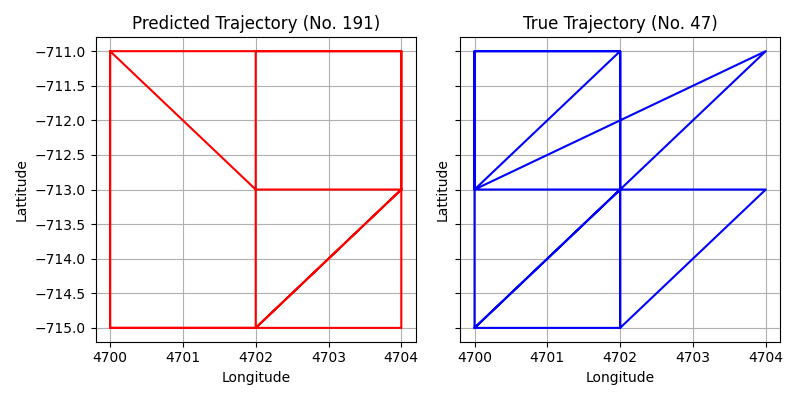 Predicted Trajectory (No. 191)
True Trajectory (No. 47)
Lattitude
−711.0
−711.5
−712.0
−712.5
−713.0
−713.5
−714.0
−714.5
−715.0
4700 4701 4702 4703 4704
Longitude
Lattitude
4700 4701 4702 4703 4704
Longitude